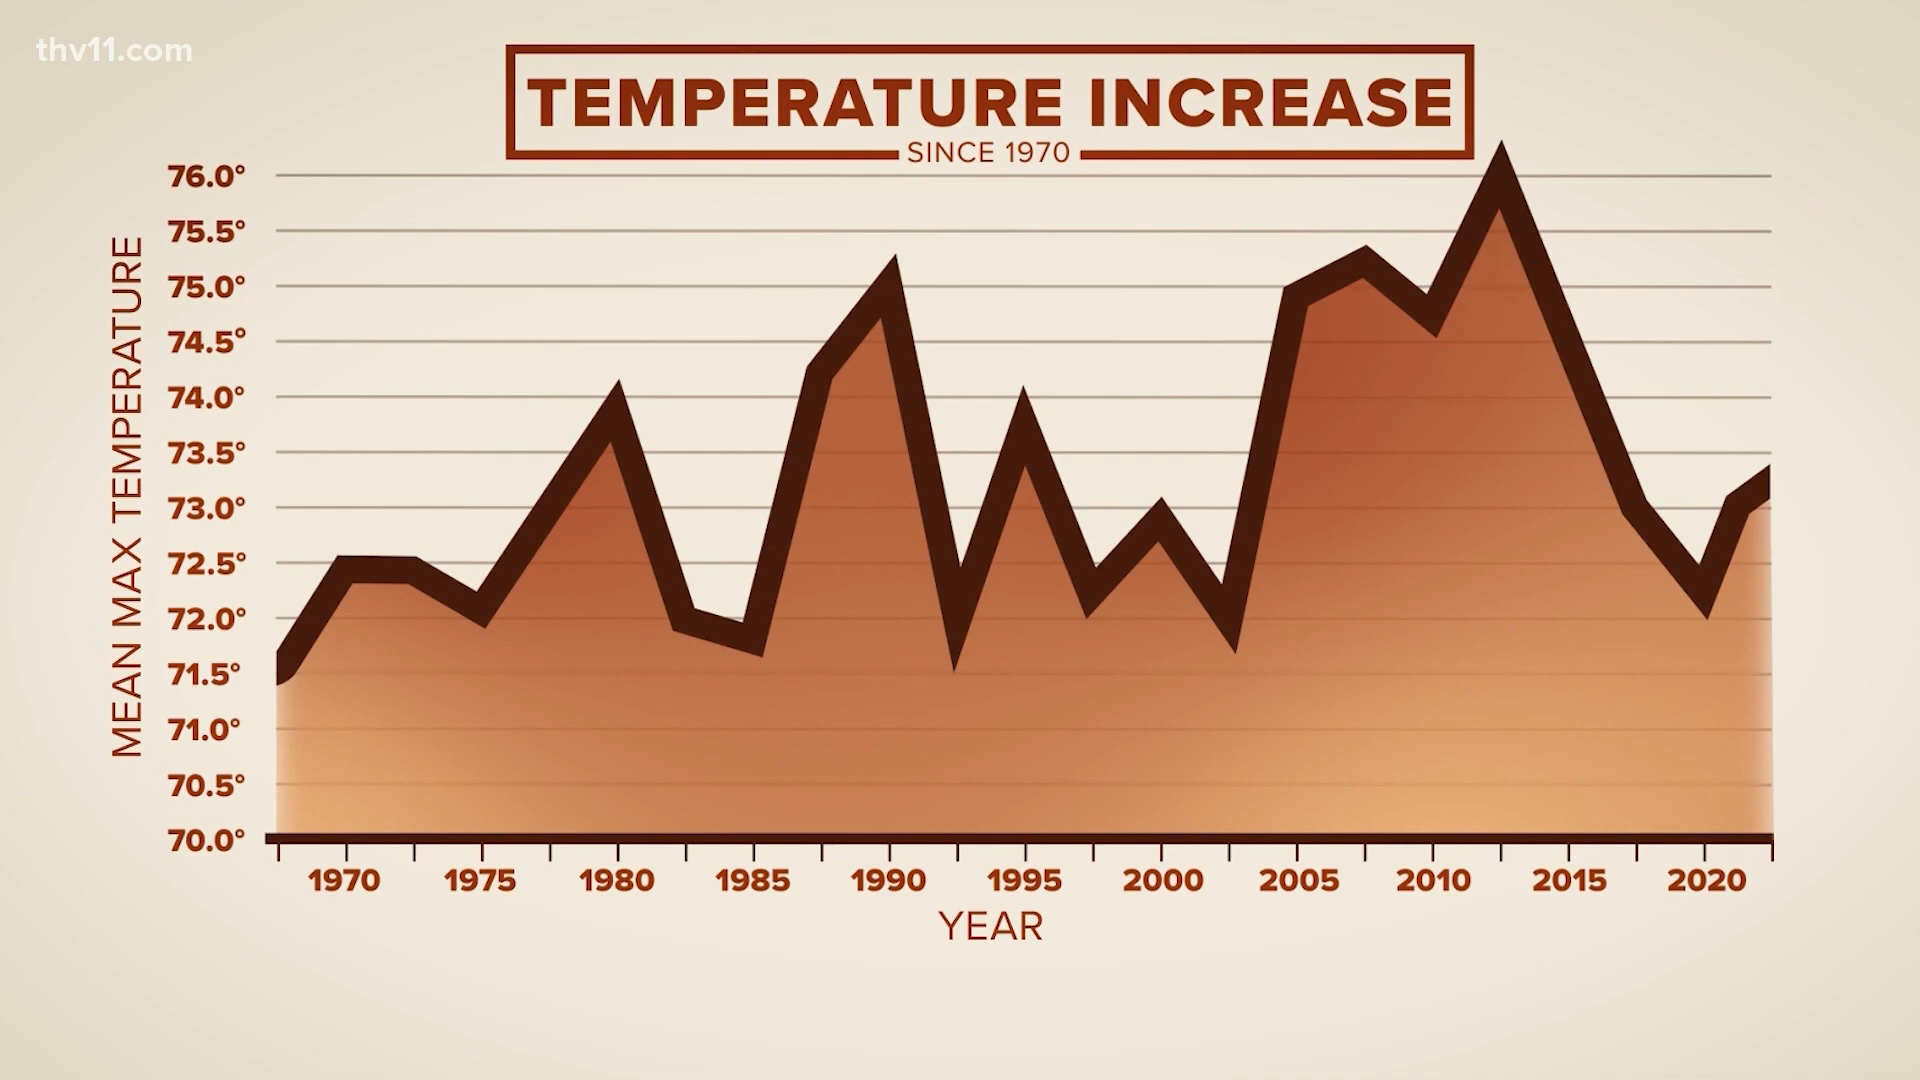 thv11.com
TEMPERATURE INCREASE
SINCE 1970
MEAN MAX TEMPERATURE
76.0°
75.5°
75.0°
74.5°
74.0°
73.5°
73.0°
72.5°
72.0°
71.5°
71.0°
70.5°
70.0°
1970 1975 1980 1985 1990 1995 2000 2005 2010 2015 2020
YEAR